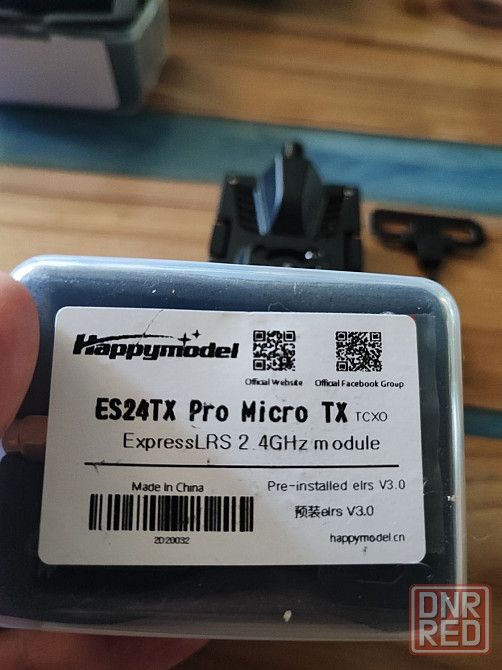 Happymodel
Official Website Official Facebook Group
ES24TX Pro Micro TX TCXO
ExpressLRS 2.4GHz module
Made In China
Pre-installed elrs V3.0
预装elrs V3.0
2D20032
happymodel.cn
DNR
RED